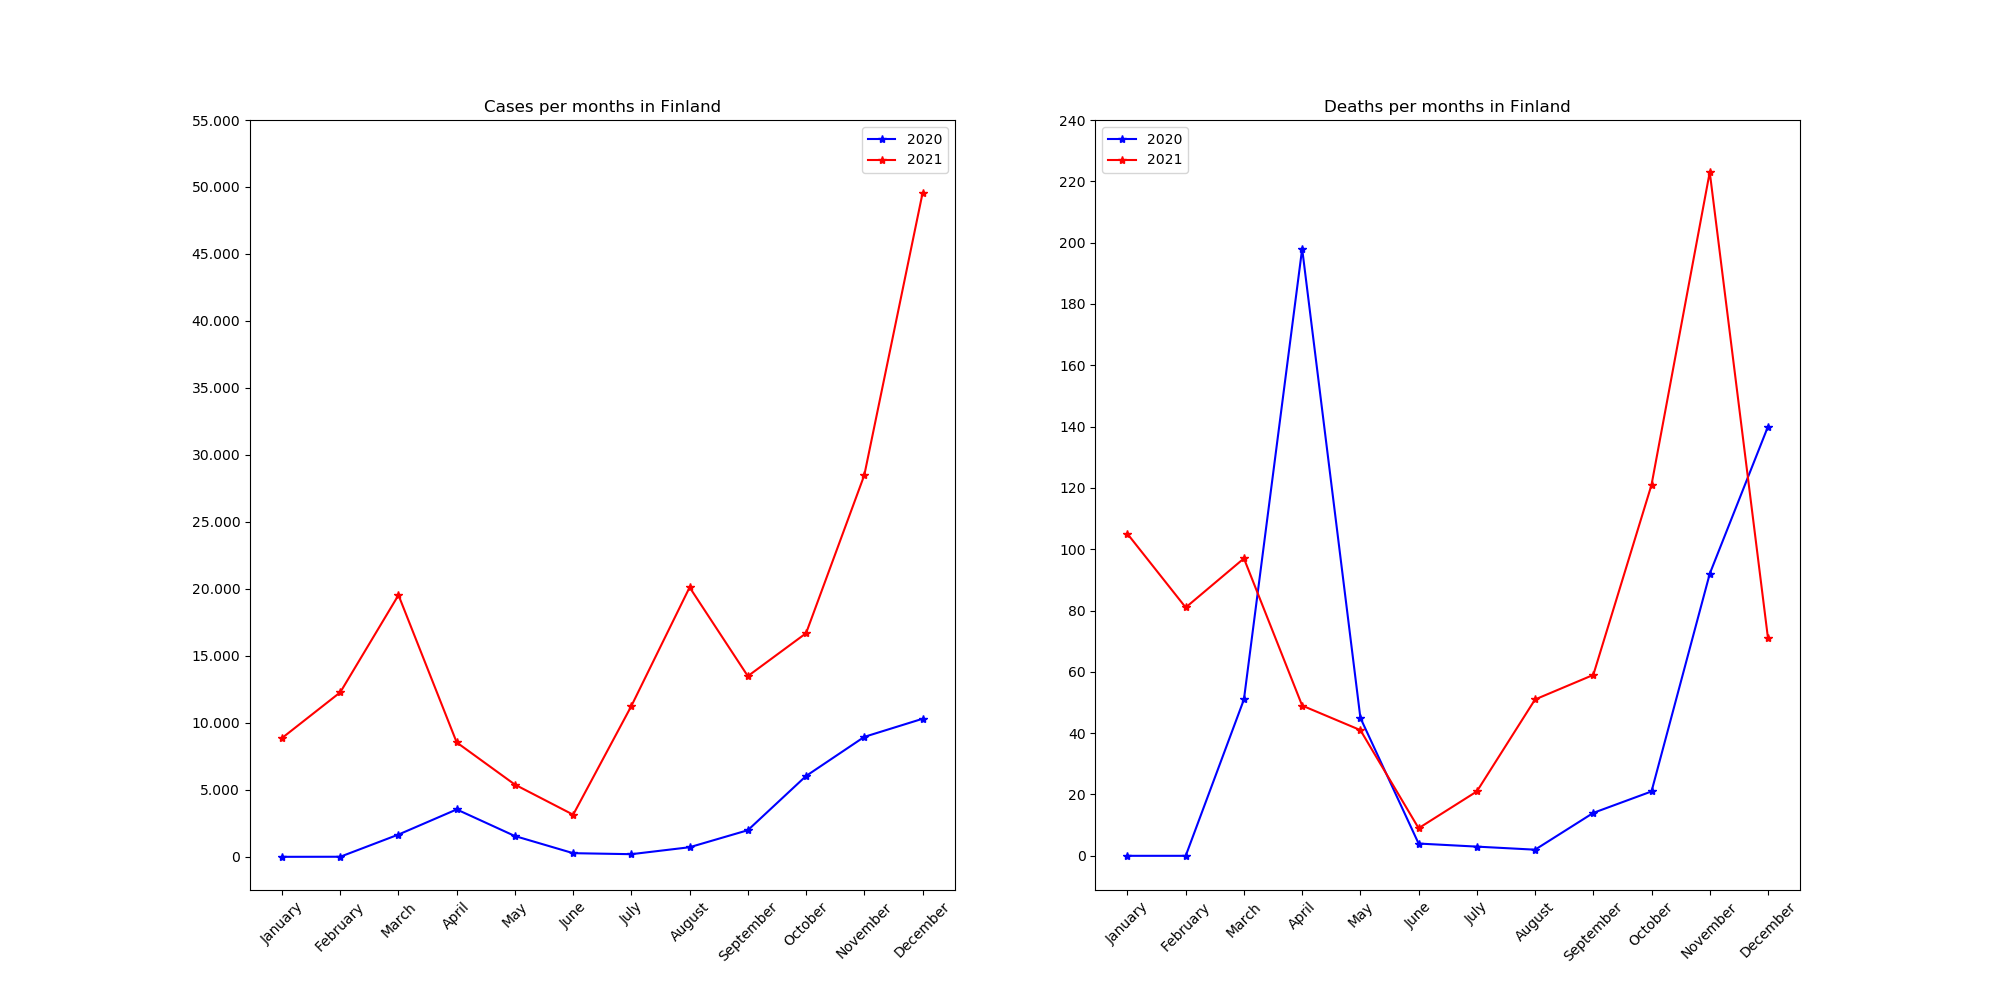 Cases per months in Finland
55.000
50.000
45.000
40.000
35.000
30.000
25.000
20.000
15.000
10.000
5.000
0
2020
2021
January
February
March
April
May
June
July
August
September
October
November
December
Deaths per months in Finland
240
220
200
180
160
140
120
100
80
60
40
20
0
2020
2021
January
February
March
April
May
June
July
August
September
October
November
December